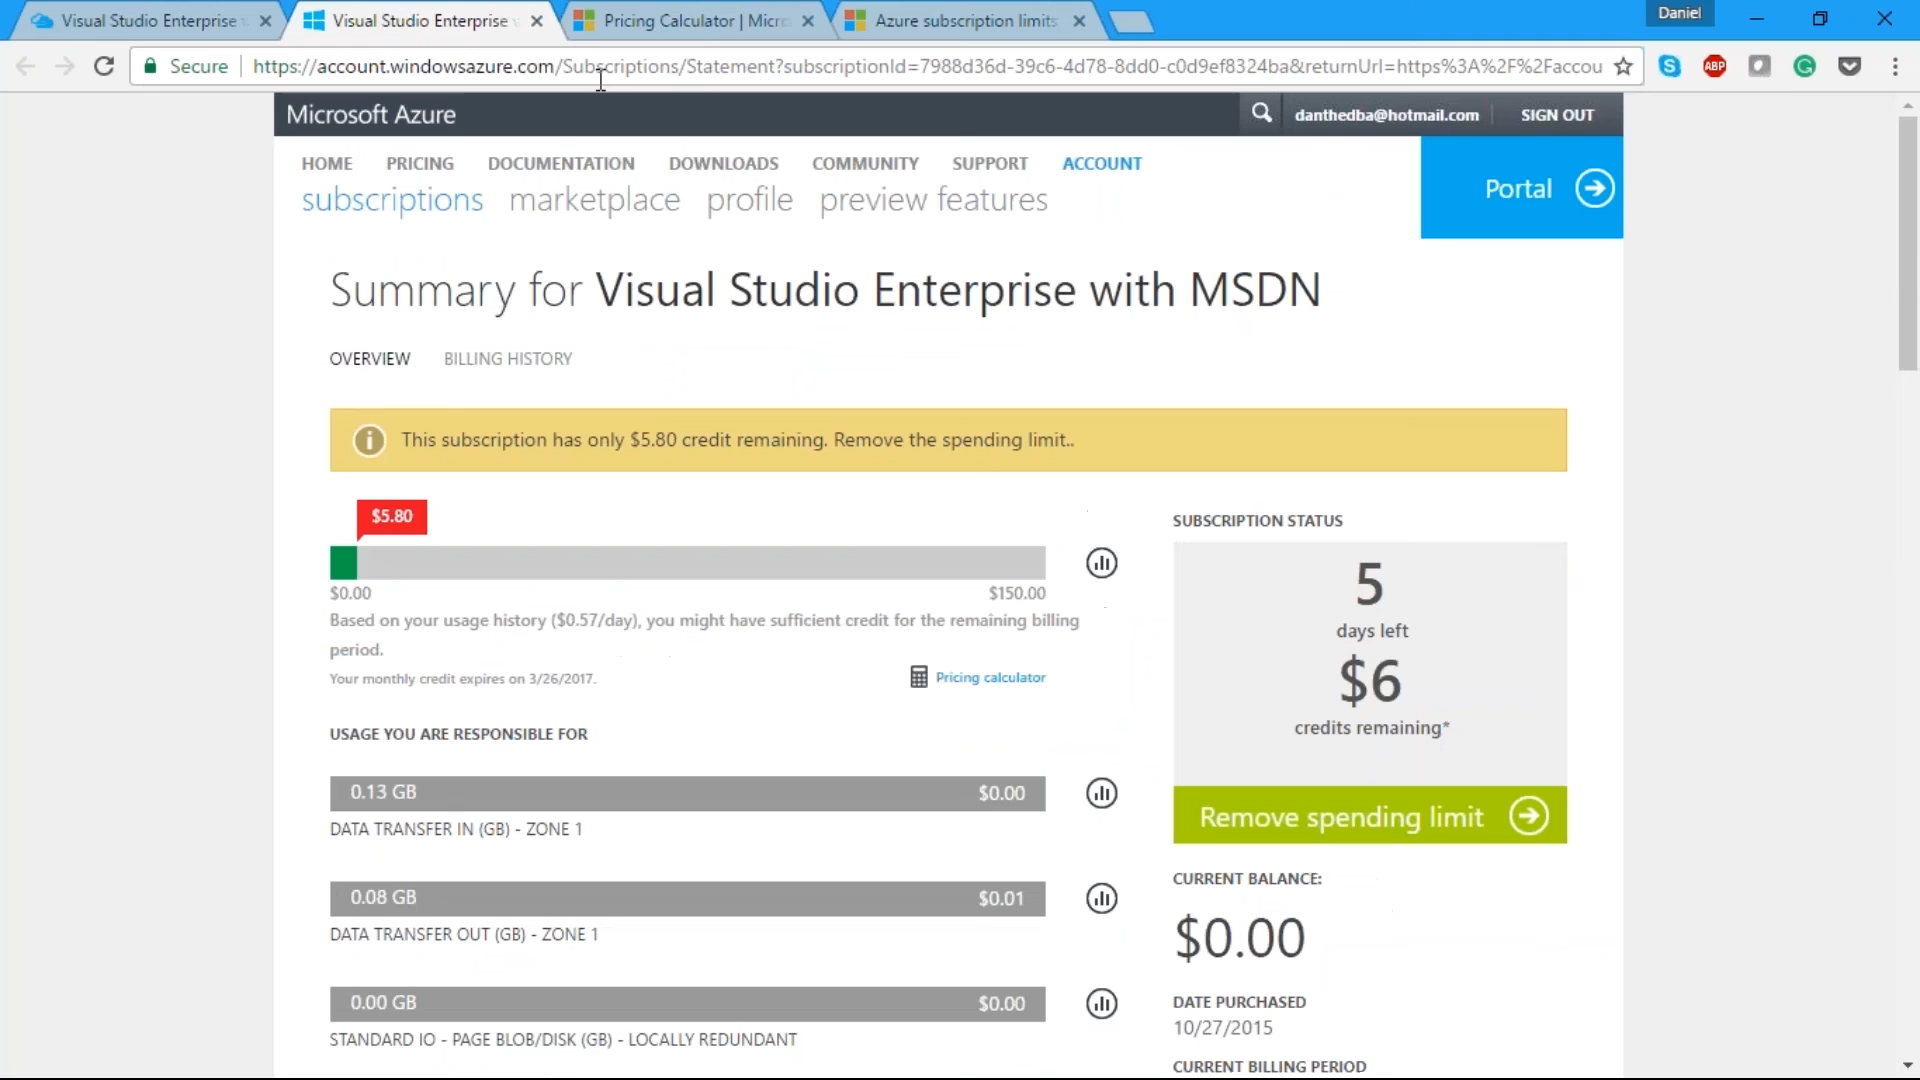 Visual Studio Enterprise
Visual Studio Enterprise
Pricing Calculator | Micro
Azure subscription limits
Daniel
Secure
https://account.windowsazure.com/Subscriptions/Statement?subscriptionId=7988d36d-39c6-4d78-8dd0-c0d9ef8324ba&returnUrl=https%3A%2F%2Faccou
ABP
Microsoft Azure
danthedba@hotmail.com
SIGN OUT
HOME PRICING DOCUMENTATION DOWNLOADS COMMUNITY SUPPORT ACCOUNT
subscriptions marketplace profile preview features
Portal
Summary for Visual Studio Enterprise with MSDN
OVERVIEW BILLING HISTORY
This subscription has only $5.80 credit remaining. Remove the spending limit..
$5.80
$0.00 $150.00
Based on your usage history ($0.57/day), you might have sufficient credit for the remaining billing
period.
Your monthly credit expires on 3/26/2017.
Pricing calculator
USAGE YOU ARE RESPONSIBLE FOR
0.13 GB $0.00
DATA TRANSFER IN (GB) - ZONE 1
0.08 GB $0.01
DATA TRANSFER OUT (GB) - ZONE 1
0.00 GB $0.00
STANDARD IO - PAGE BLOB/DISK (GB) - LOCALLY REDUNDANT
SUBSCRIPTION STATUS
5
days left
$6
credits remaining*
Remove spending limit
CURRENT BALANCE:
$0.00
DATE PURCHASED
10/27/2015
CURRENT BILLING PERIOD